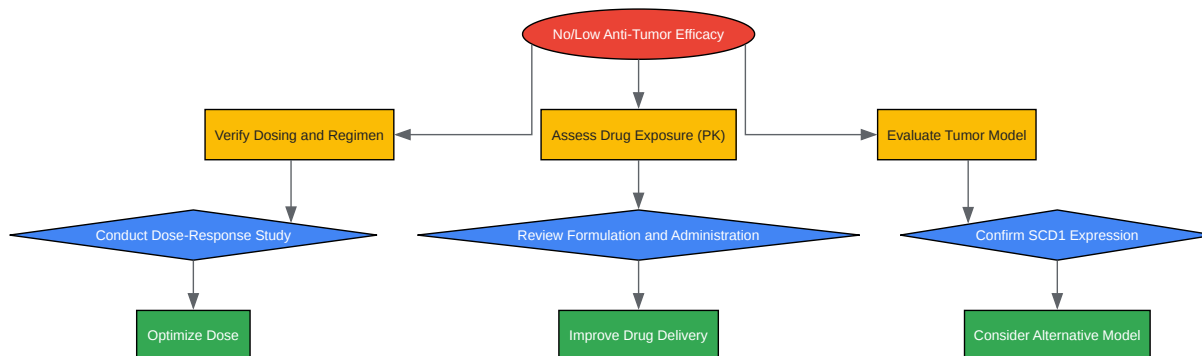 No/Low Anti-Tumor Efficacy
Verify Dosing and Regimen
Assess Drug Exposure (PK)
Evaluate Tumor Model
Conduct Dose-Response Study
Review Formulation and Administration
Confirm SCD1 Expression
Optimize Dose
Improve Drug Delivery
Consider Alternative Model